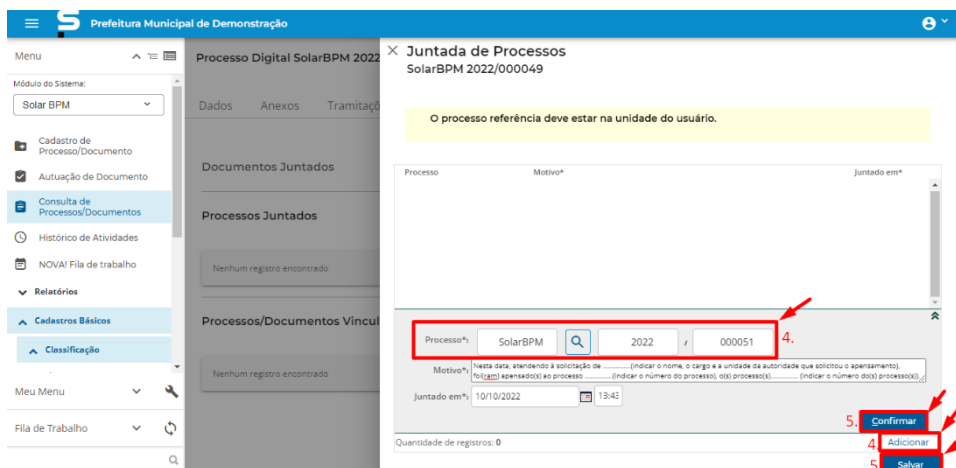 Prefeitura Municipal de Demonstração
Menu
Módulo do Sistema:
Solar BPM
Cadastro de
Processo/Documento
Autuação de Documento
Consulta de
Processos/Documentos
Histórico de Atividades
NOVA! Fila de trabalho
Relatórios
Cadastros Básicos
Classificação
Meu Menu
Fila de Trabalho
Processo Digital SolarBPM 2022
Dados Anexos Tramitaçõ
Documentos Juntados
Processos Juntados
Nenhum registro encontrado
Processos/Documentos Vincul
Nenhum registro encontrado
Juntada de Processos
SolarBPM 2022/000049
O processo referência deve estar na unidade do usuário.
Processo Motivo* Juntado em*
Processo*: SolarBPM 2022 / 000051 4.
Motivo*: Nesta data, atendendo à solicitação de ..............(indicar o nome, o cargo e a unidade da autoridade que solicitou o apensamento),
foi(ram) apensado(s) ao processo ..............(indicar o número do processo), o(s) processo(s).............. (indicar o número do(s) processo(s))
Juntado em*: 10/10/2022 13:43
5. Confirmar
Quantidade de registros: 0 4. Adicionar
5. Salvar